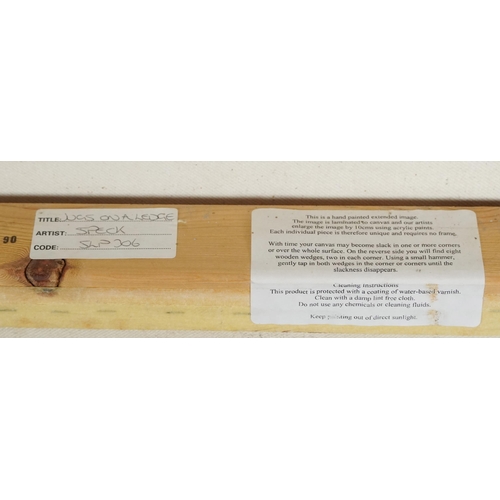 90
TITLE: JUGS ON A LEDGE
ARTIST: SPECK
CODE: SLP 306
This is a hand painted extended image.
The image is laminated to canvas and our artists
enlarge the image by 10cms using acrylic paints.
Each individual piece is therefore unique and requires no frame.
With time your canvas may become slack in one or more corners
or over the whole surface. On the reverse side you will find eight
wooden wedges, two in each corner. Using a small hammer,
gently tap in both wedges in the corner or corners until the
slackness disappears.
Cleaning Instructions
This product is protected with a coating of water-based varnish.
Clean with a damp lint free cloth.
Do not use any chemicals or cleaning fluids.
Keep painting out of direct sunlight.